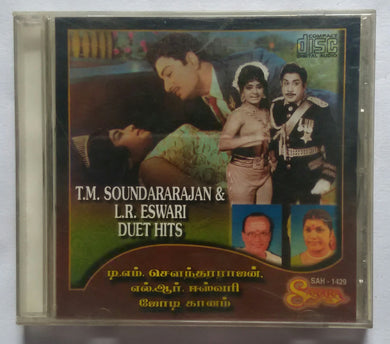 COMPACT
disc
DIGITAL AUDIO
T.M. SOUNDARARAJAN &
L.R. ESWARI
DUET HITS
டி.எம். சௌந்தரராஜன்,
எல்.ஆர். ஈஸ்வரி
ஜோடி கானம்
SAH - 1429